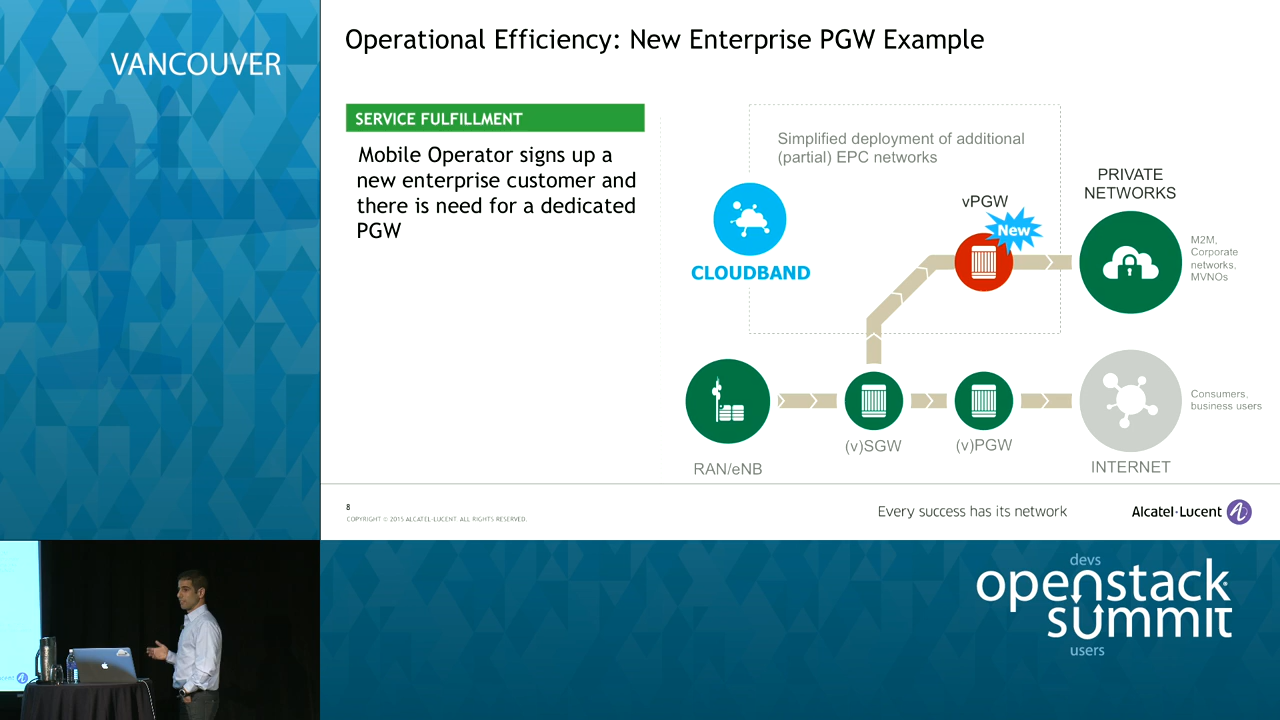 VANCOUVER
Operational Efficiency: New Enterprise PGW Example
SERVICE FULFILLMENT
Mobile Operator signs up a
new enterprise customer and
there is need for a dedicated
PGW
Simplified deployment of additional
(partial) EPC networks
CLOUDBAND
vPGW
New
PRIVATE
NETWORKS
M2M,
Corporate
networks,
MVNOs
RAN/eNB
(v)SGW
(v)PGW
INTERNET
Consumers,
business users
8
COPYRIGHT © 2015 ALCATEL-LUCENT. ALL RIGHTS RESERVED.
Every success has its network
Alcatel·Lucent
devs
openstack
summit
users